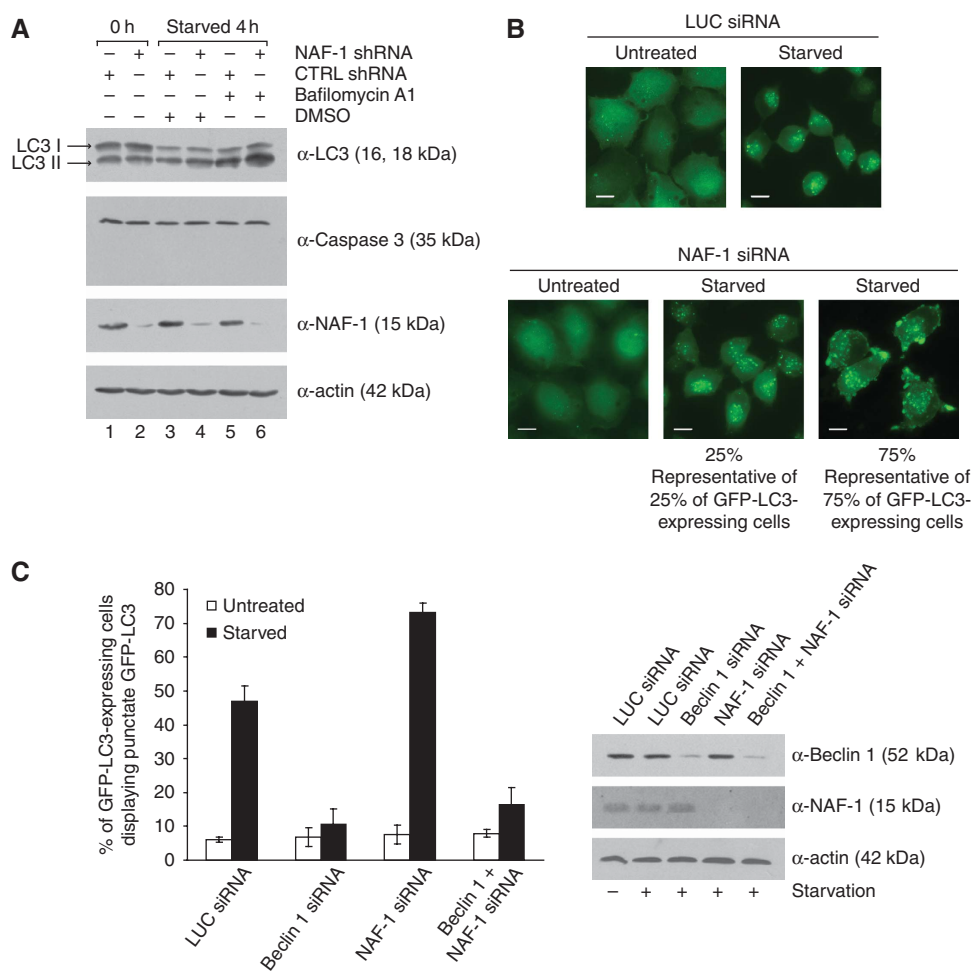 A
0 h Starved 4 h
– + – + – + NAF-1 shRNA
+ – + – + – CTRL shRNA
– – – – + + Bafilomycin A1
– – + + – – DMSO
LC3 I
LC3 II
α-LC3 (16, 18 kDa)
α-Caspase 3 (35 kDa)
α-NAF-1 (15 kDa)
α-actin (42 kDa)
1 2 3 4 5 6
B
LUC siRNA
Untreated Starved
NAF-1 siRNA
Untreated Starved Starved
25%
Representative of
25% of GFP-LC3-
expressing cells
75%
Representative of
75% of GFP-LC3-
expressing cells
C
% of GFP-LC3-expressing cells
displaying punctate GFP-LC3
80
70
60
50
40
30
20
10
0
Untreated
Starved
LUC siRNA
Beclin 1 siRNA
NAF-1 siRNA
Beclin 1 +
NAF-1 siRNA
LUC siRNA
LUC siRNA
Beclin 1 siRNA
NAF-1 siRNA
Beclin 1 + NAF-1 siRNA
α-Beclin 1 (52 kDa)
α-NAF-1 (15 kDa)
α-actin (42 kDa)
– + + + + Starvation